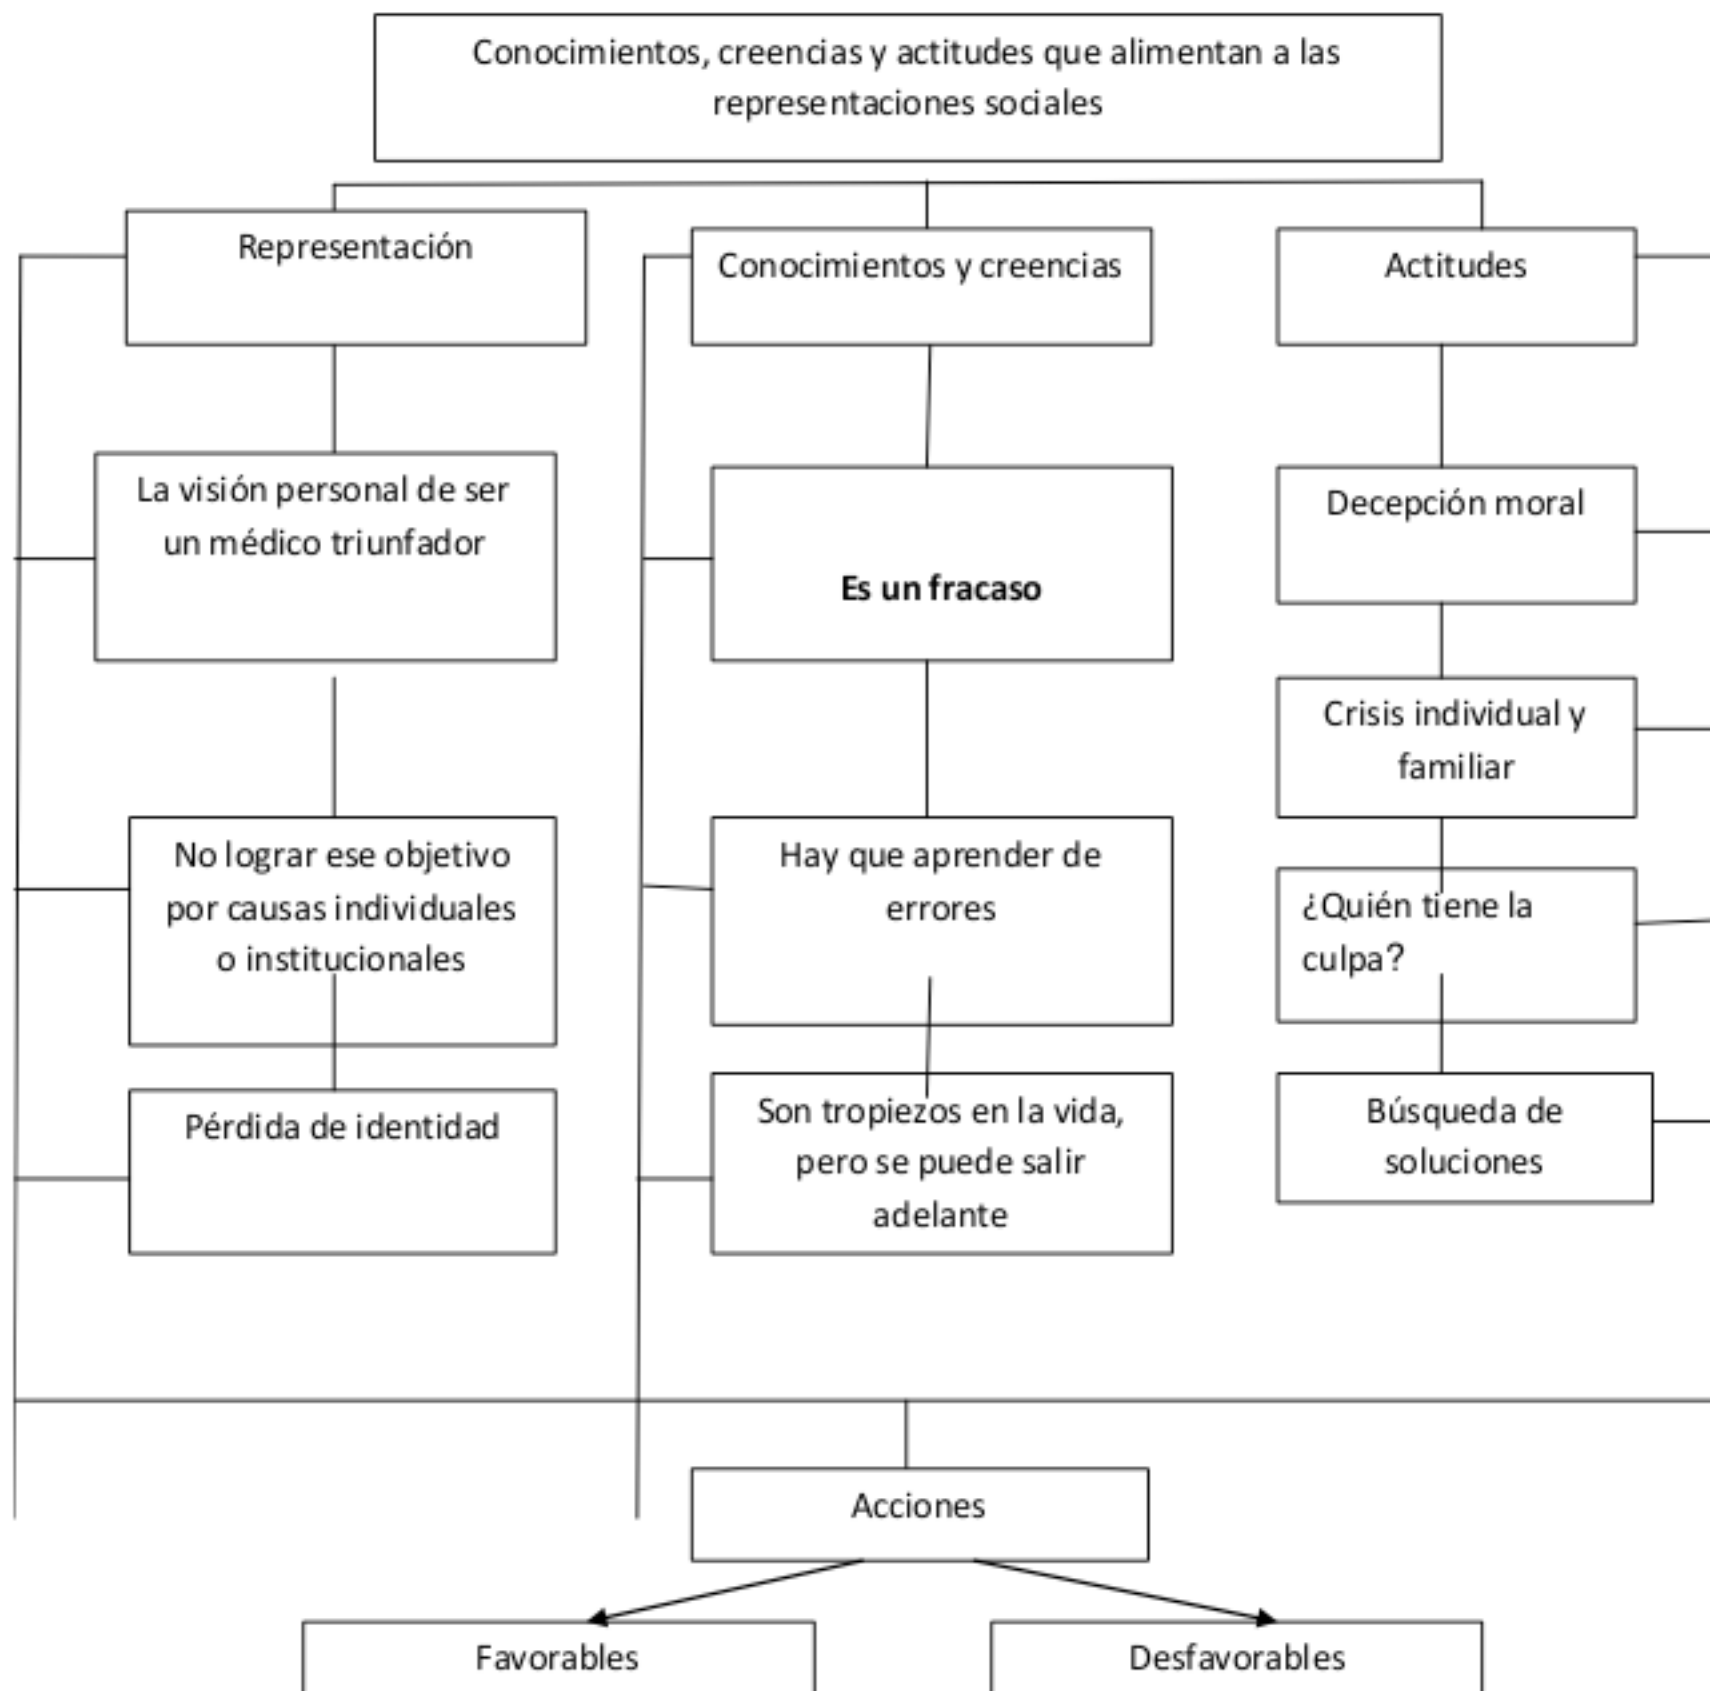 Conocimientos, creencias y actitudes que alimentan a las
representaciones sociales
Representación
Conocimientos y creencias
Actitudes
La visión personal de ser
un médico triunfador
Es un fracaso
Decepción moral
Crisis individual y
familiar
No lograr ese objetivo
por causas individuales
o institucionales
Hay que aprender de
errores
¿Quién tiene la
culpa?
Pérdida de identidad
Son tropiezos en la vida,
pero se puede salir
adelante
Búsqueda de
soluciones
Acciones
Favorables
Desfavorables